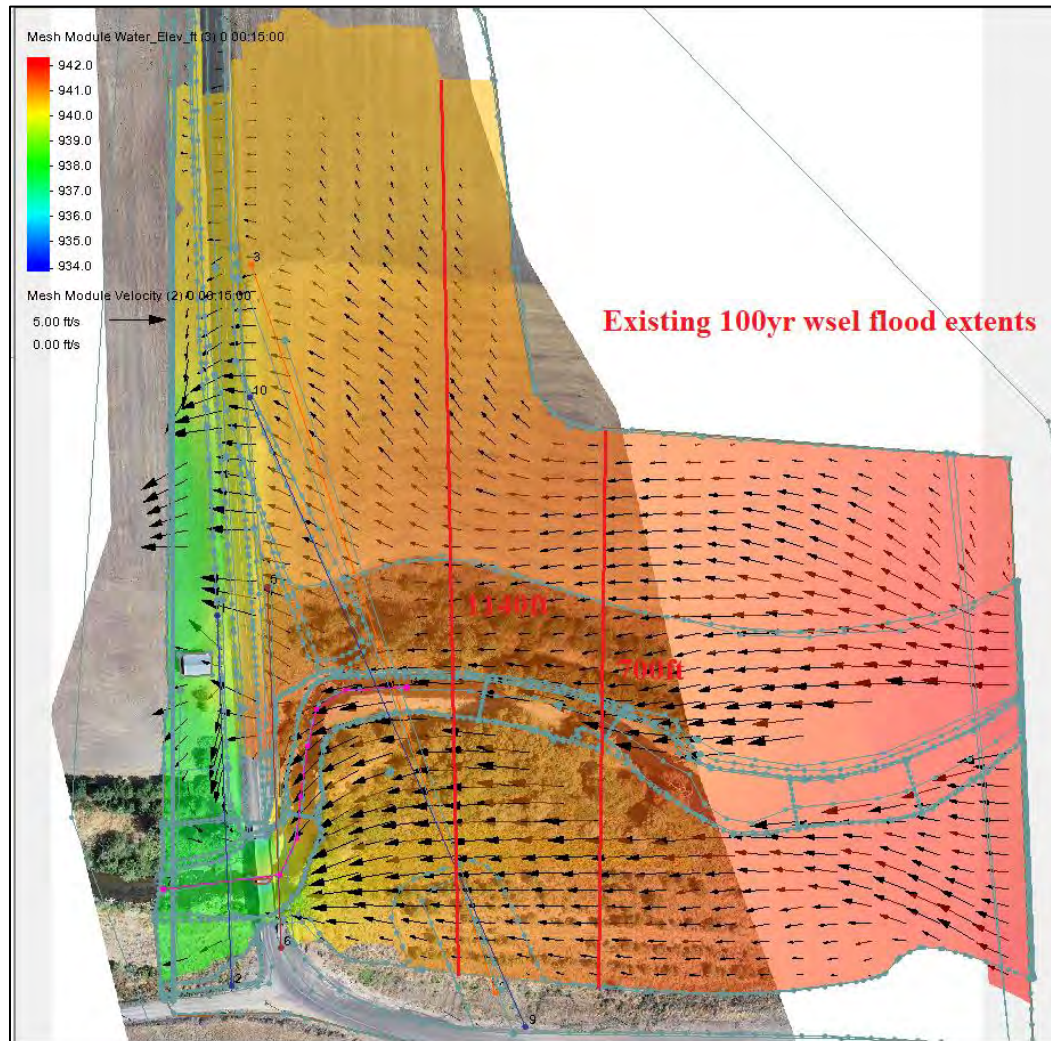 Mesh Module Water_Elev_ft (3) 0 00:15:00
942.0
941.0
940.0
939.0
938.0
937.0
936.0
935.0
934.0
Mesh Module Velocity (2) 0 00:15:00
5.00 ft/s
0.00 ft/s
3
Existing 100yr wsel flood extents
10
5
1140ft
700ft
1
6
2
9